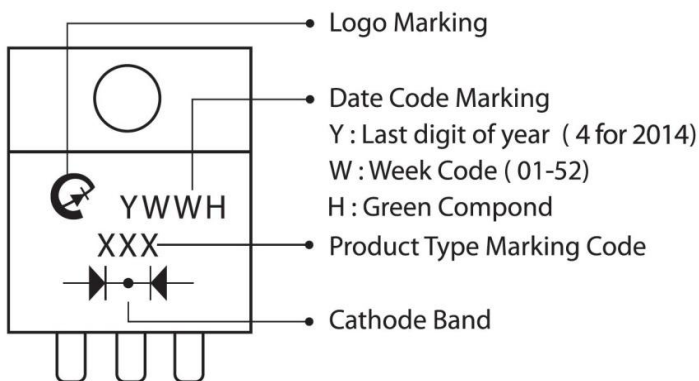 Logo Marking
Date Code Marking
Y : Last digit of year ( 4 for 2014)
W : Week Code ( 01-52)
H : Green Compond
YWWH
XXX
Product Type Marking Code
Cathode Band